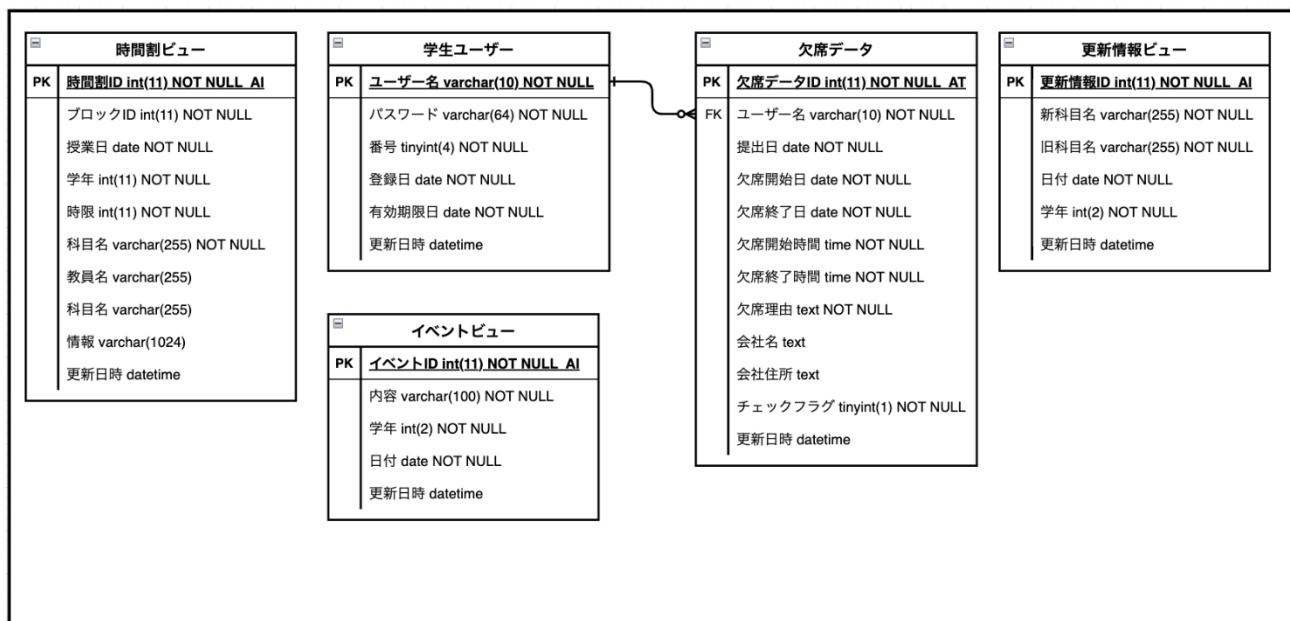 時間割ビュー
PK 時間割ID int(11) NOT NULL AI
ブロックID int(11) NOT NULL
授業日 date NOT NULL
学年 int(11) NOT NULL
時限 int(11) NOT NULL
科目名 varchar(255) NOT NULL
教員名 varchar(255)
科目名 varchar(255)
情報 varchar(1024)
更新日時 datetime
学生ユーザー
PK ユーザー名 varchar(10) NOT NULL
パスワード varchar(64) NOT NULL
番号 tinyint(4) NOT NULL
登録日 date NOT NULL
有効期限日 date NOT NULL
更新日時 datetime
イベントビュー
PK イベントID int(11) NOT NULL AI
内容 varchar(100) NOT NULL
学年 int(2) NOT NULL
日付 date NOT NULL
更新日時 datetime
欠席データ
PK 欠席データID int(11) NOT NULL AT
FK ユーザー名 varchar(10) NOT NULL
提出日 date NOT NULL
欠席開始日 date NOT NULL
欠席終了日 date NOT NULL
欠席開始時間 time NOT NULL
欠席終了時間 time NOT NULL
欠席理由 text NOT NULL
会社名 text
会社住所 text
チェックフラグ tinyint(1) NOT NULL
更新日時 datetime
更新情報ビュー
PK 更新情報ID int(11) NOT NULL AI
新科目名 varchar(255) NOT NULL
旧科目名 varchar(255) NOT NULL
日付 date NOT NULL
学年 int(2) NOT NULL
更新日時 datetime